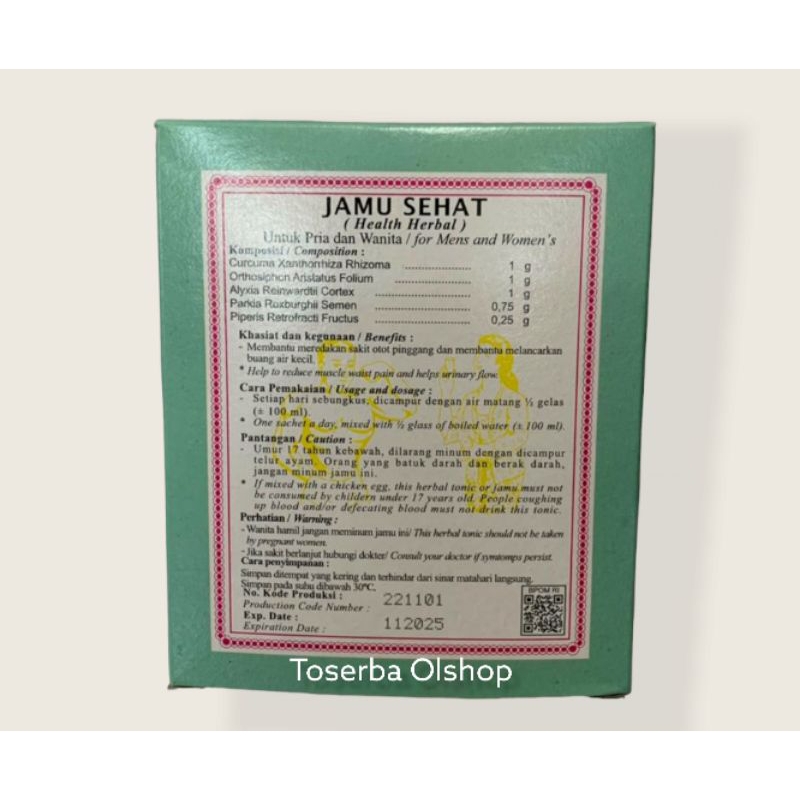 JAMU SEHAT
( Health Herbal )
Untuk Pria dan Wanita / for Mens and Women's
Komposisi / Composition :
Curcuma Xanthorrhiza Rhizoma ........................ 1 g
Orthosiphon Aristatus Folium ........................ 1 g
Alyxia Reinwardtii Cortex ........................ 1 g
Parkia Roxburghii Semen ........................ 0,75 g
Piperis Retrofracti Fructus ........................ 0,25 g
Khasiat dan kegunaan / Benefits :
- Membantu meredakan sakit otot pinggang dan membantu melancarkan
buang air kecil.
* Help to reduce muscle waist pain and helps urinary flow.
Cara Pemakaian / Usage and dosage :
- Setiap hari sebungkus, dicampur dengan air matang ½ gelas
(± 100 ml).
* One sachet a day, mixed with ½ glass of boiled water (± 100 ml).
Pantangan / Caution :
- Umur 17 tahun kebawah, dilarang minum dengan dicampur
telur ayam. Orang yang batuk darah dan berak darah,
jangan minum jamu ini.
* If mixed with a chicken egg, this herbal tonic or jamu must not
be consumed by childern under 17 years old. People coughing
up blood and/or defecating blood must not drink this tonic.
Perhatian / Warning :
- Wanita hamil jangan meminum jamu ini/ This herbal tonic should not be taken
by pregnant women.
- Jika sakit berlanjut hubungi dokter/ Consult your doctor if symtomps persist.
Cara penyimpanan :
Simpan ditempat yang kering dan terhindar dari sinar matahari langsung.
Simpan pada suhu dibawah 30°C.
No. Kode Produksi :
Production Code Number : 221101
Exp. Date :
Expiration Date : 112025
BPOM RI
Toserba Olshop